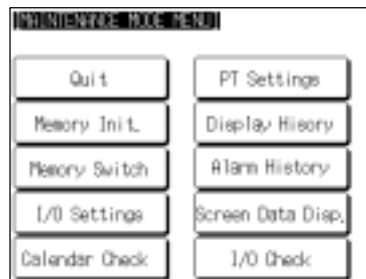 [MAINTENANCE MODE MENU]
Quit
PT Settings
Memory Init.
Display Hisory
Memory Switch
Alarm History
I/O Settings
Screen Data Disp.
Calendar Check
I/O Check